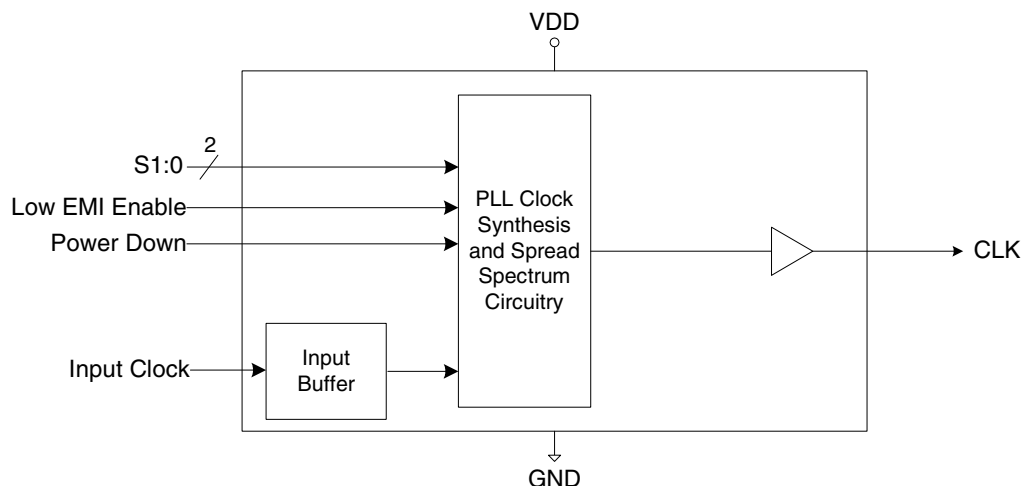 VDD
2
S1:0
Low EMI Enable
Power Down
PLL Clock
Synthesis
and Spread
Spectrum
Circuitry
CLK
Input Clock
Input
Buffer
GND